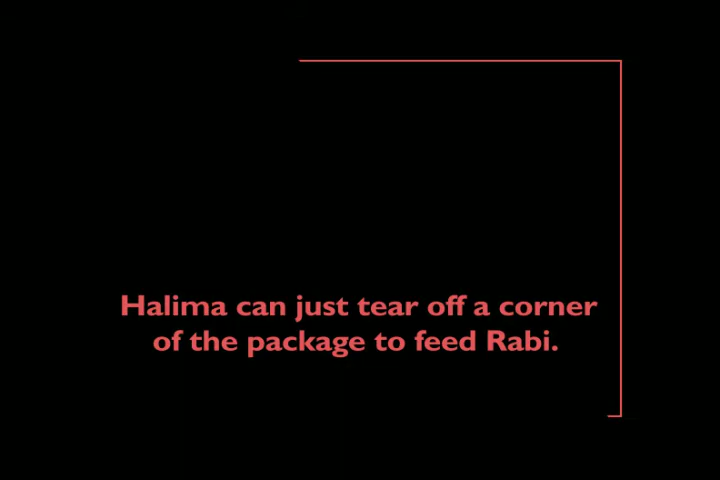 Halima can just tear off a corner
of the package to feed Rabi.